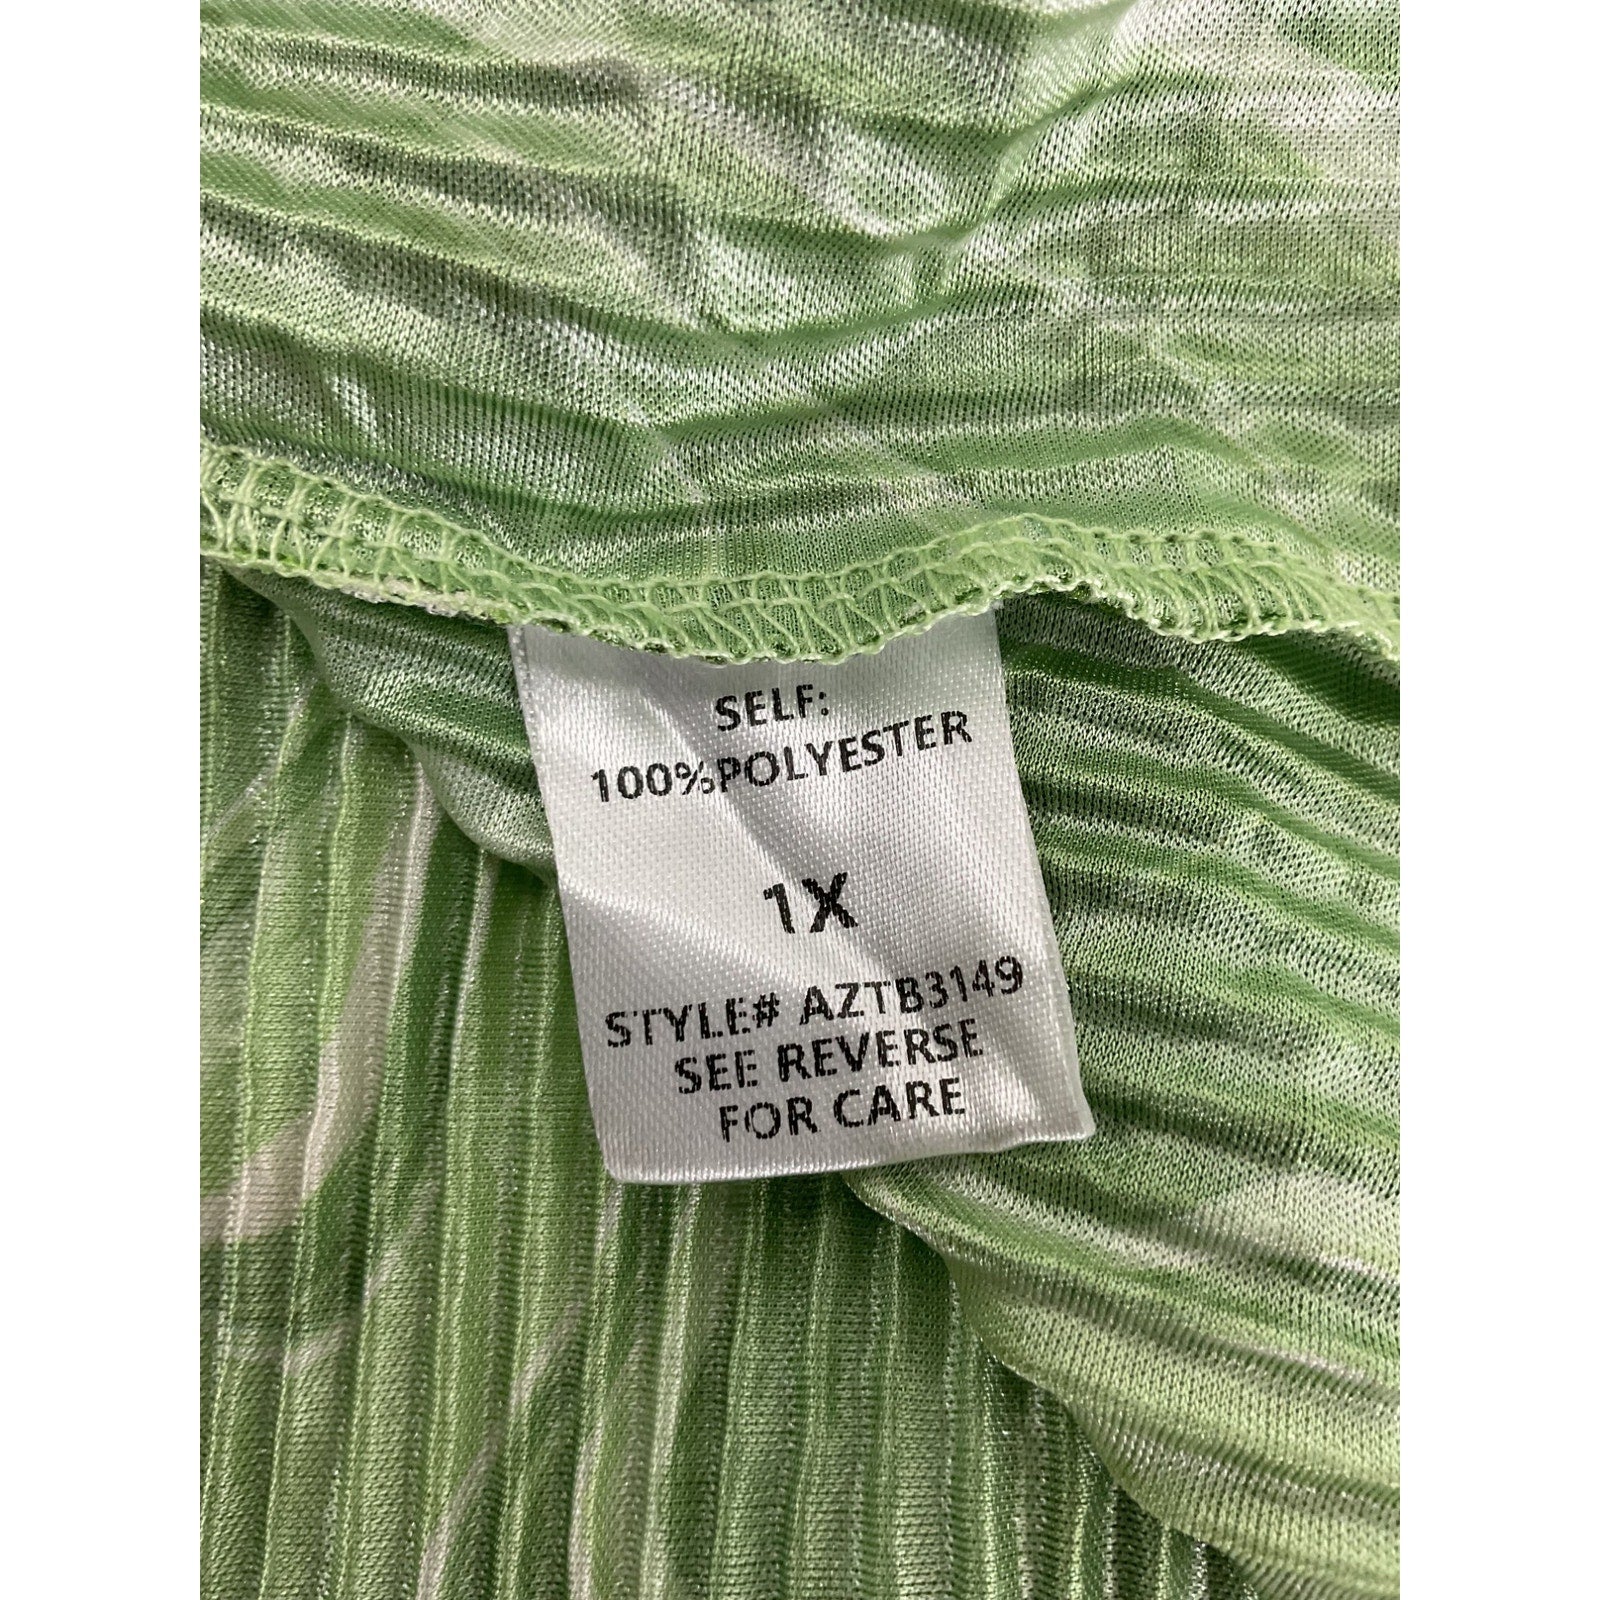 SELF:
100%POLYESTER
1X
STYLE# AZTB3149
SEE REVERSE
FOR CARE